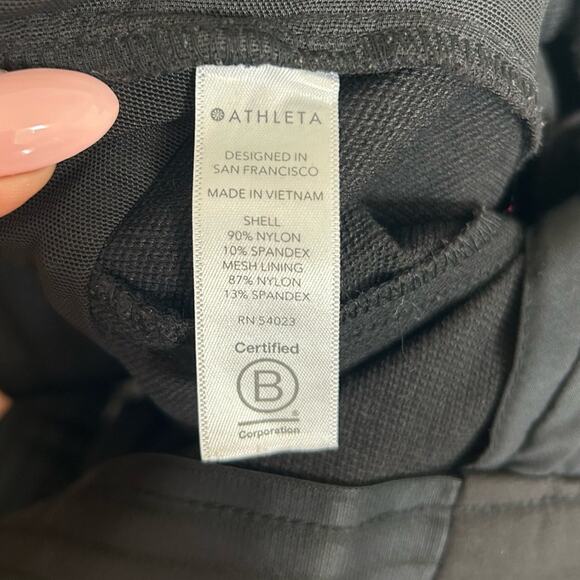 ATHLETA
DESIGNED IN
SAN FRANCISCO
MADE IN VIETNAM
SHELL
90% NYLON
10% SPANDEX
MESH LINING
87% NYLON
13% SPANDEX
RN 54023
Certified
B
®
Corporation